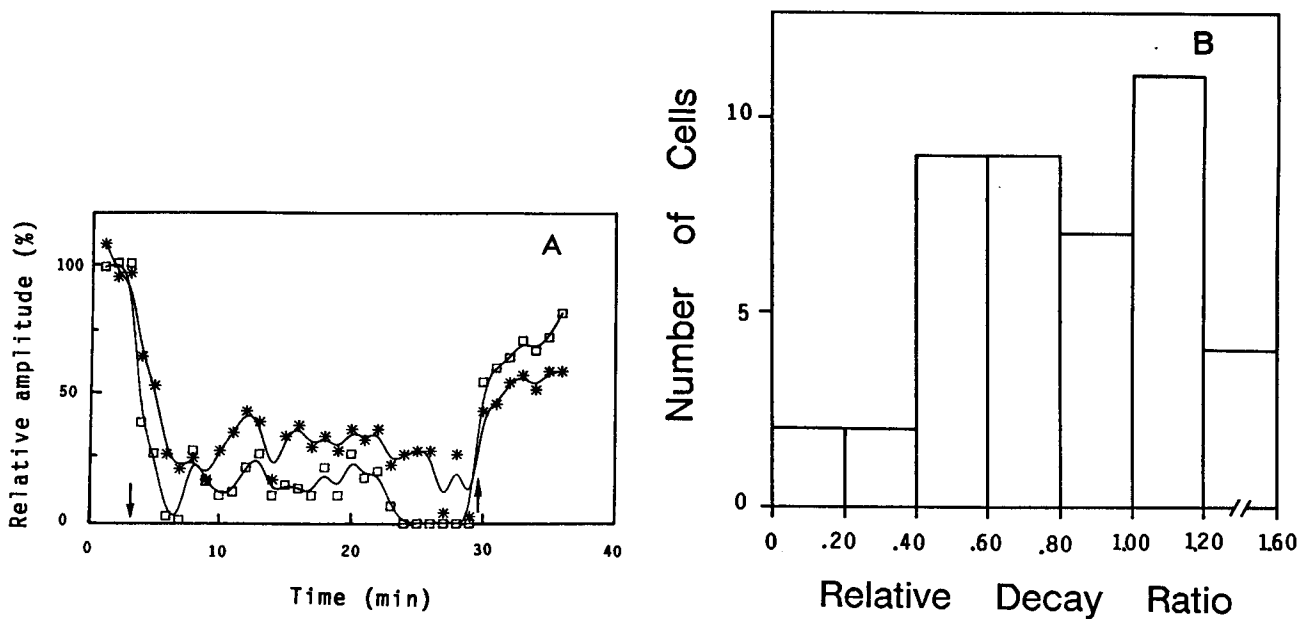 A
Relative amplitude (%)
100
50
0
0 10 20 30 40
Time (min)
B
Number of Cells
10
5
0
0 .20 .40 .60 .80 1.00 1.20 1.60
Relative Decay Ratio